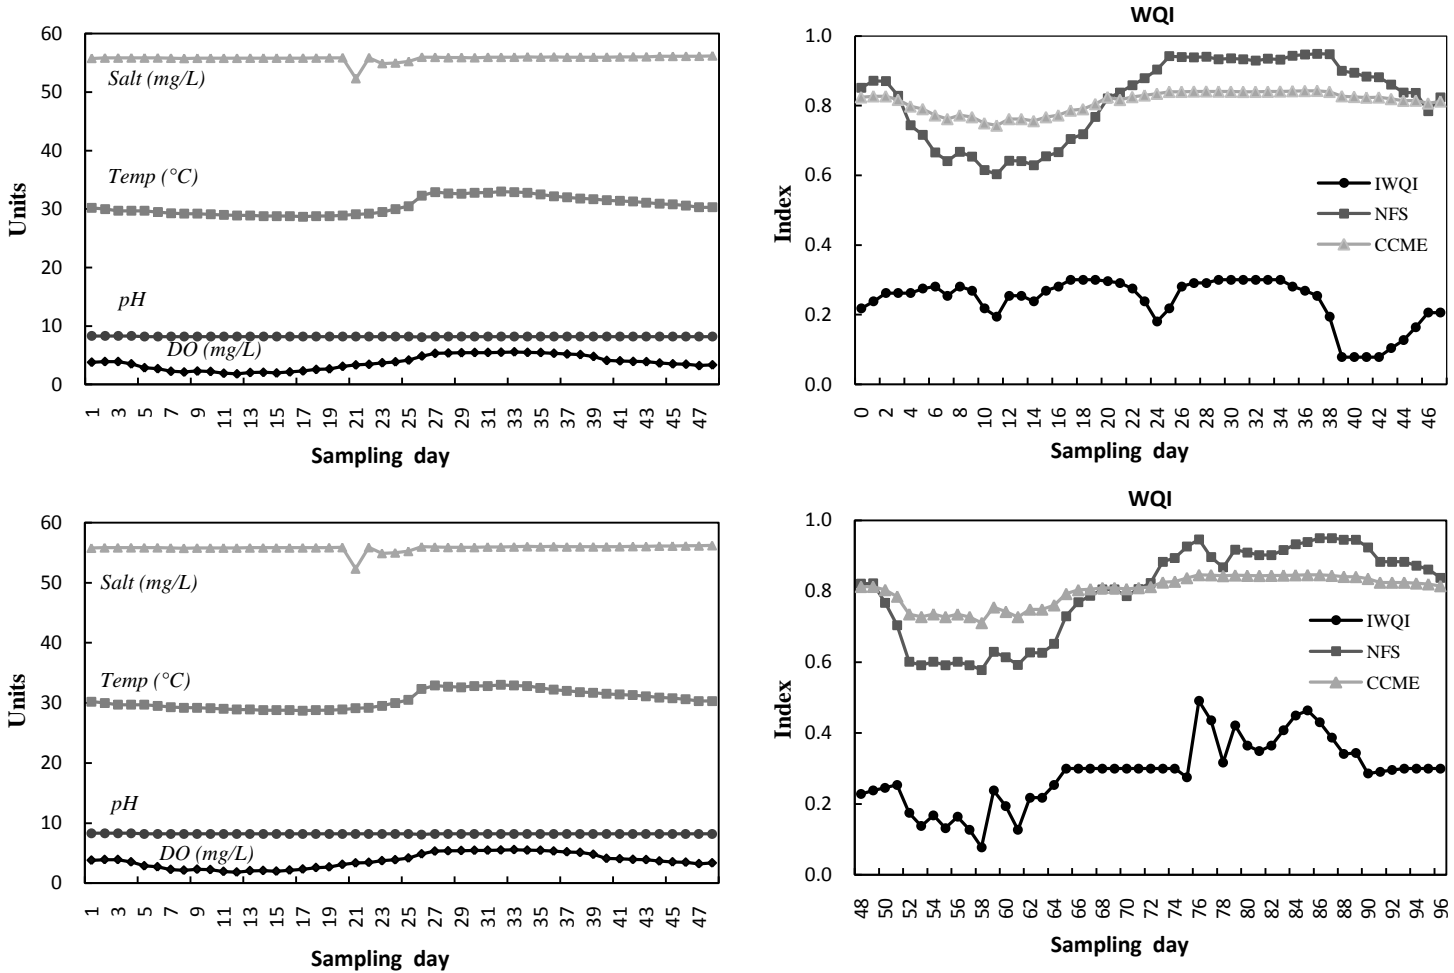 60
50
40
30
20
10
0
Units
Salt (mg/L)
Temp (°C)
pH
DO (mg/L)
1 3 5 7 9 11 13 15 17 19 21 23 25 27 29 31 33 35 37 39 41 43 45 47
Sampling day
WQI
1.0
0.8
0.6
0.4
0.2
0.0
Index
IWQI
NFS
CCME
0 2 4 6 8 10 12 14 16 18 20 22 24 26 28 30 32 34 36 38 40 42 44 46
Sampling day
60
50
40
30
20
10
0
Units
Salt (mg/L)
Temp (°C)
pH
DO (mg/L)
1 3 5 7 9 11 13 15 17 19 21 23 25 27 29 31 33 35 37 39 41 43 45 47
Sampling day
WQI
1.0
0.8
0.6
0.4
0.2
0.0
Index
IWQI
NFS
CCME
48 50 52 54 56 58 60 62 64 66 68 70 72 74 76 78 80 82 84 86 88 90 92 94 96
Sampling day